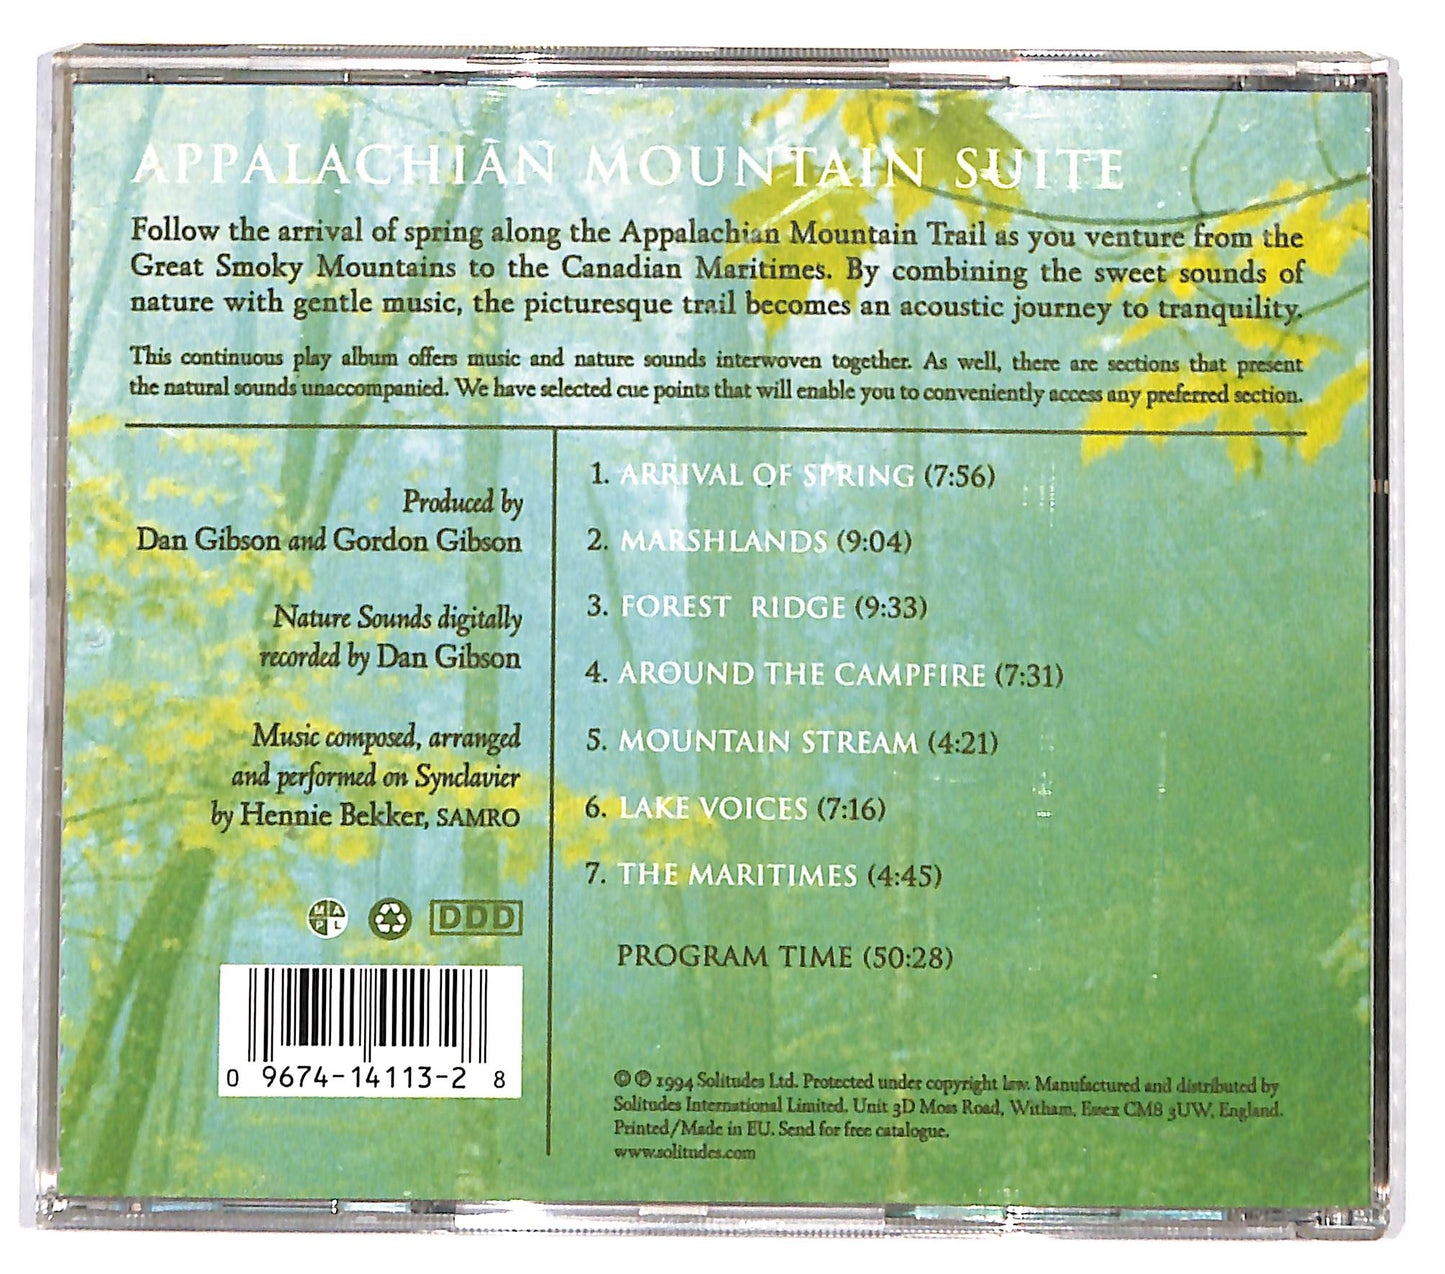 APPALACHIAN MOUNTAIN SUITE
Follow the arrival of spring along the Appalachian Mountain Trail as you venture from the
Great Smoky Mountains to the Canadian Maritimes. By combining the sweet sounds of
nature with gentle music, the picturesque trail becomes an acoustic journey to tranquility.
This continuous play album offers music and nature sounds interwoven together. As well, there are sections that present
the natural sounds unaccompanied. We have selected cue points that will enable you to conveniently access any preferred section.
Produced by
Dan Gibson and Gordon Gibson
Nature Sounds digitally
recorded by Dan Gibson
Music composed, arranged
and performed on Synclavier
by Hennie Bekker, SAMRO
M A
P L
DDD
0 9674-14113-2 8
1. ARRIVAL OF SPRING (7:56)
2. MARSHLANDS (9:04)
3. FOREST RIDGE (9:33)
4. AROUND THE CAMPFIRE (7:31)
5. MOUNTAIN STREAM (4:21)
6. LAKE VOICES (7:16)
7. THE MARITIMES (4:45)
PROGRAM TIME (50:28)
© ℗ 1994 Solitudes Ltd. Protected under copyright law. Manufactured and distributed by
Solitudes International Limited, Unit 3D Moss Road, Witham, Essex CM8 3UW, England.
Printed/Made in EU. Send for free catalogue.
www.solitudes.com